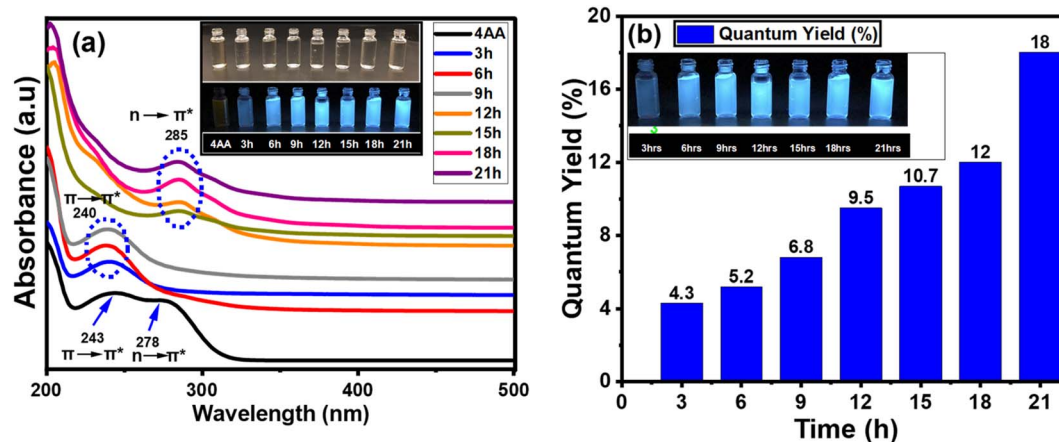 (a)
4AA
3h
6h
9h
12h
15h
18h
21h
4AA 3h 6h 9h 12h 15h 18h 21h
n → π*
285
π → π*
240
243
π → π*
278
n → π*
Absorbance (a.u)
200 300 400 500
Wavelength (nm)
(b)
Quantum Yield (%)
3hrs 6hrs 9hrs 12hrs 15hrs 18hrs 21hrs
20
16
12
8
4
0
Quantum Yield (%)
4.3
5.2
6.8
9.5
10.7
12
18
0 3 6 9 12 15 18 21
Time (h)